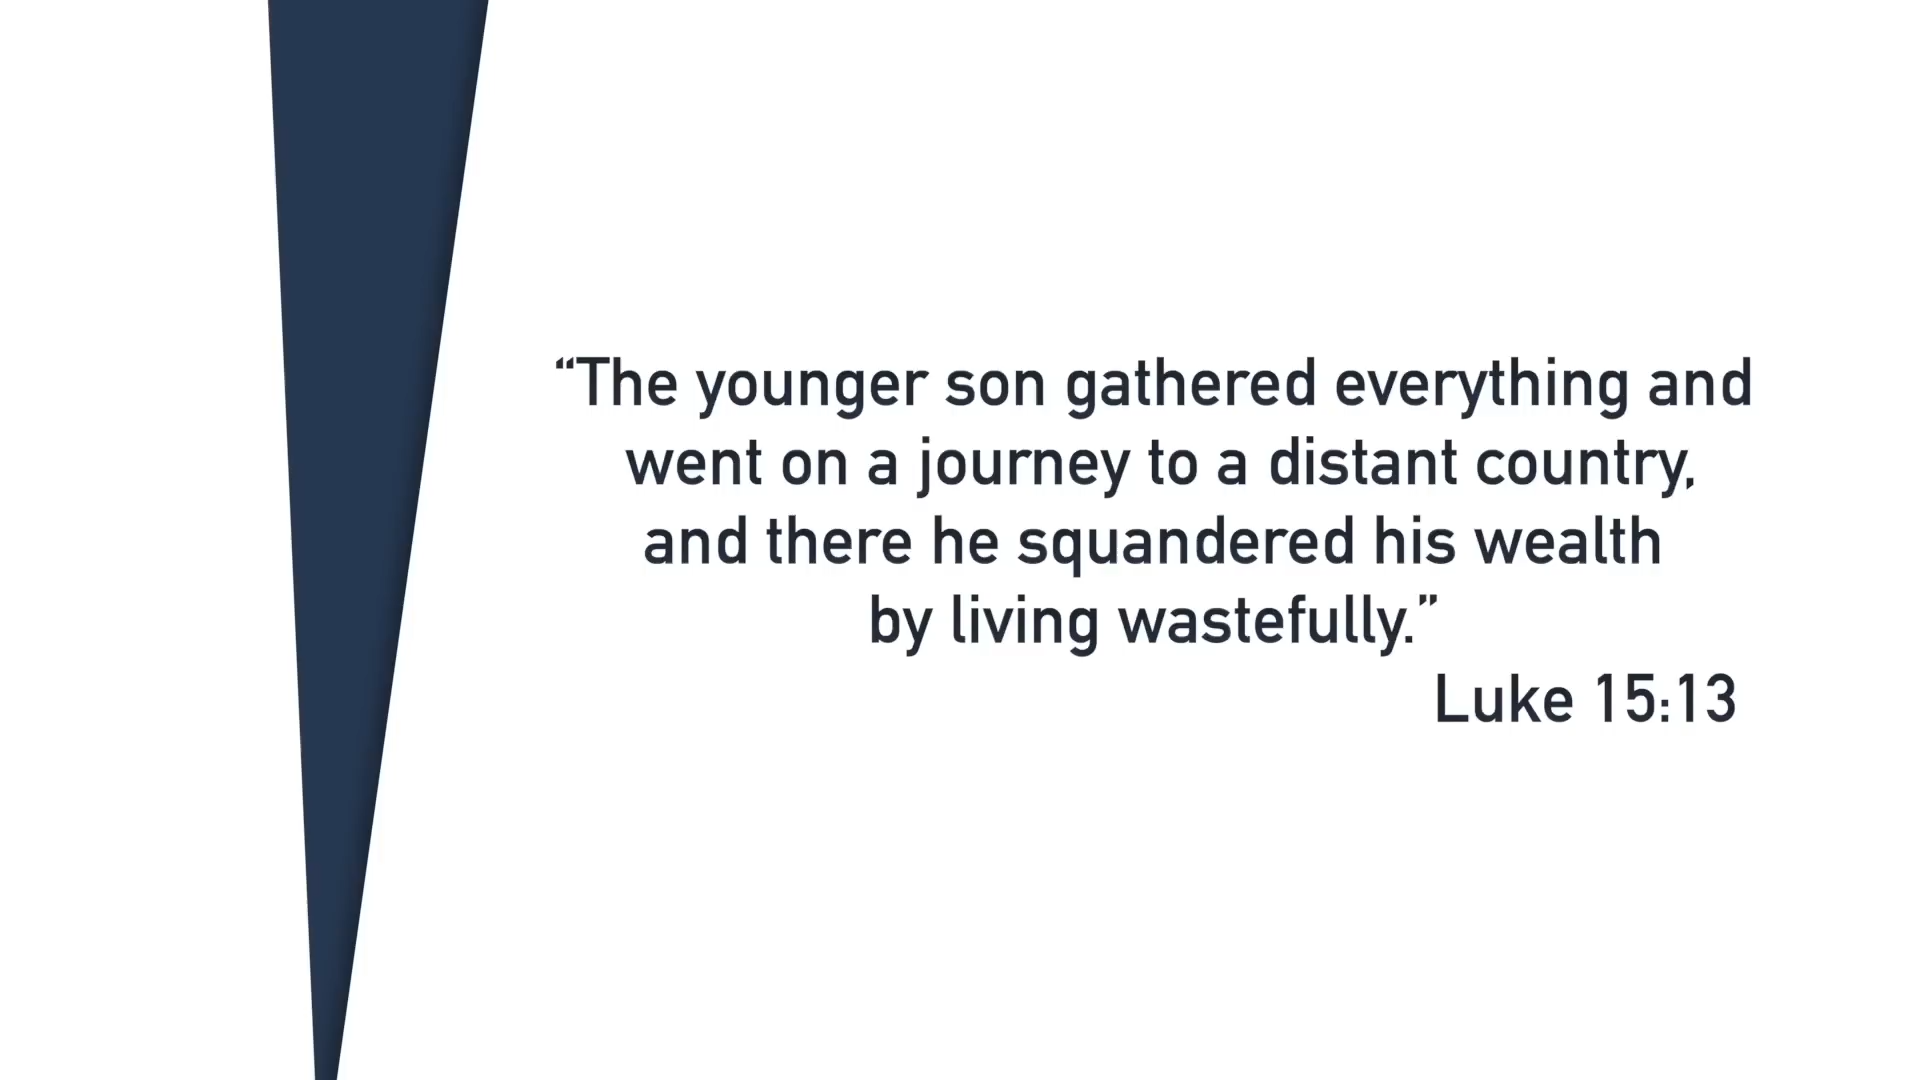 “The younger son gathered everything and
went on a journey to a distant country,
and there he squandered his wealth
by living wastefully.”
Luke 15:13